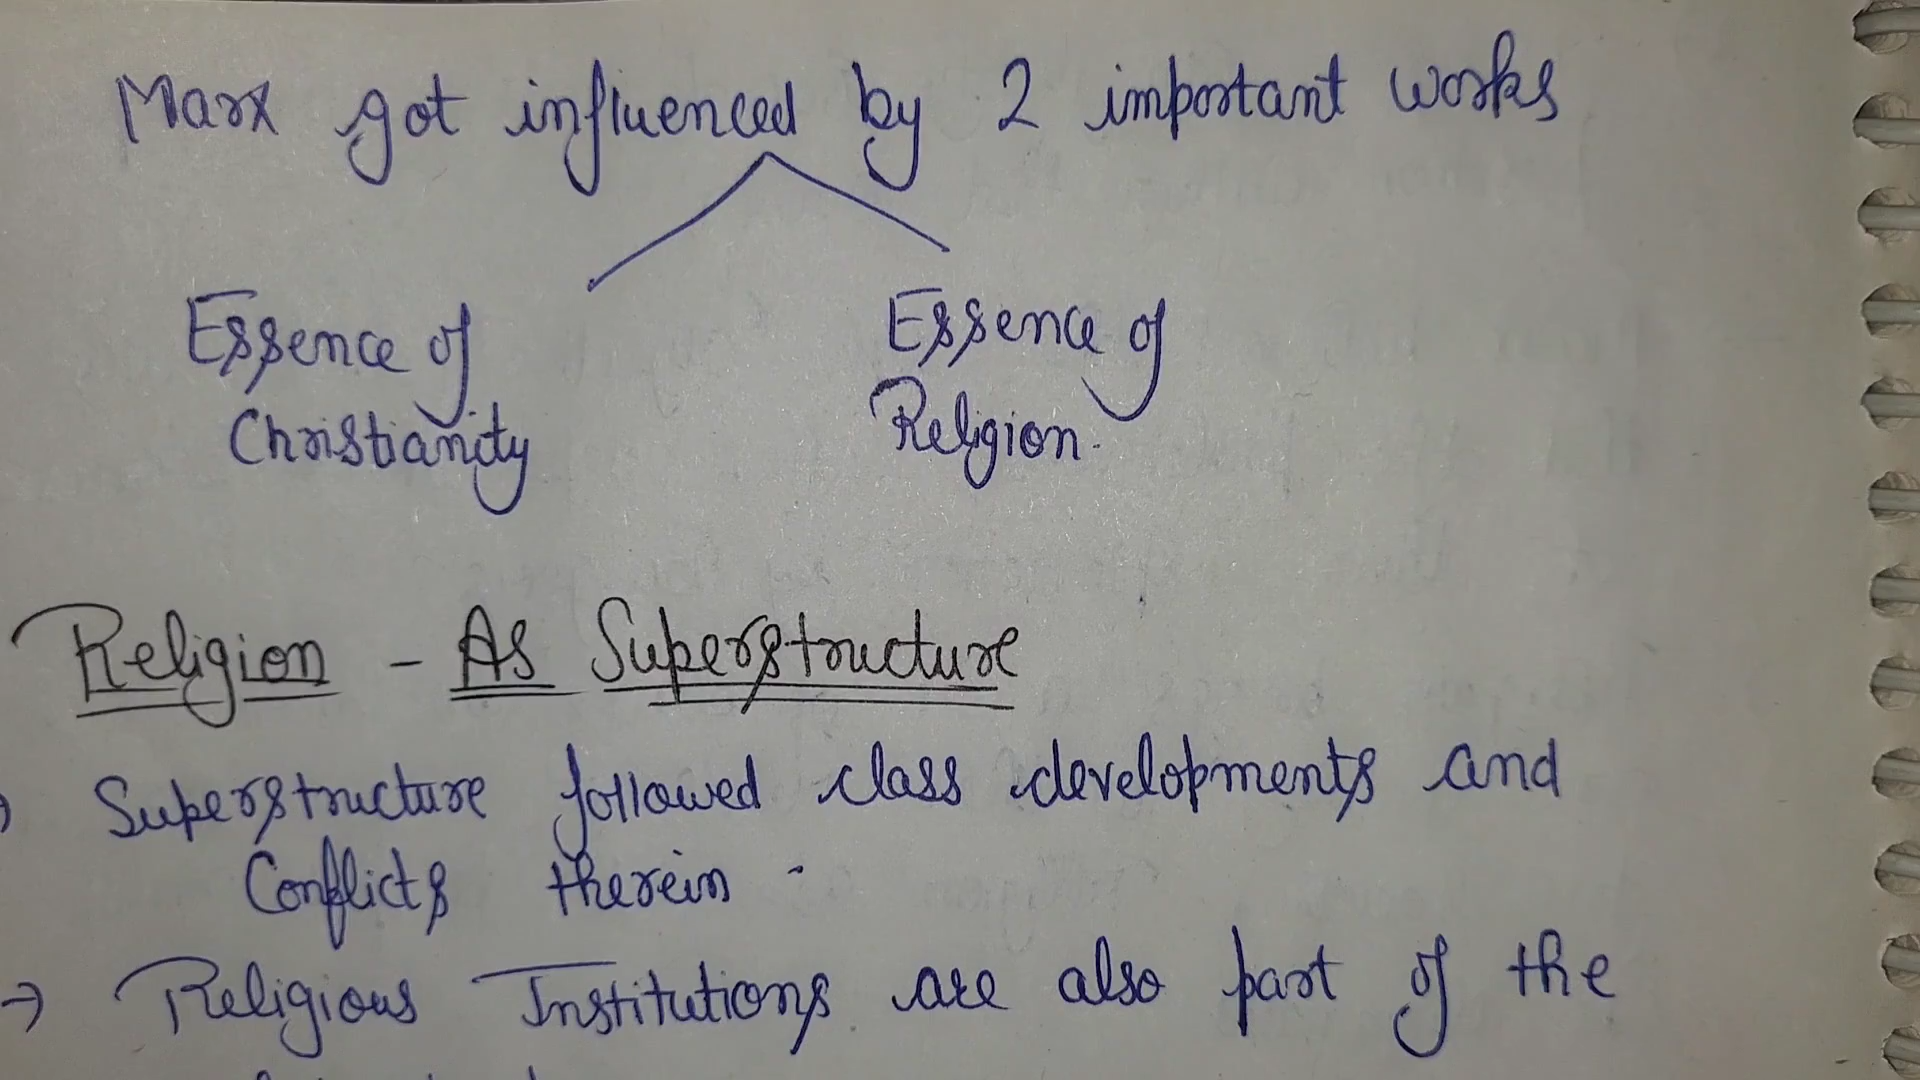 Marx got influenced by 2 important works
Essence of
Christianity
Essence of
Religion.
Religion - As Superstructure
Superstructure followed class developments and
Conflicts therein.
→ Religious Institutions are also part of the